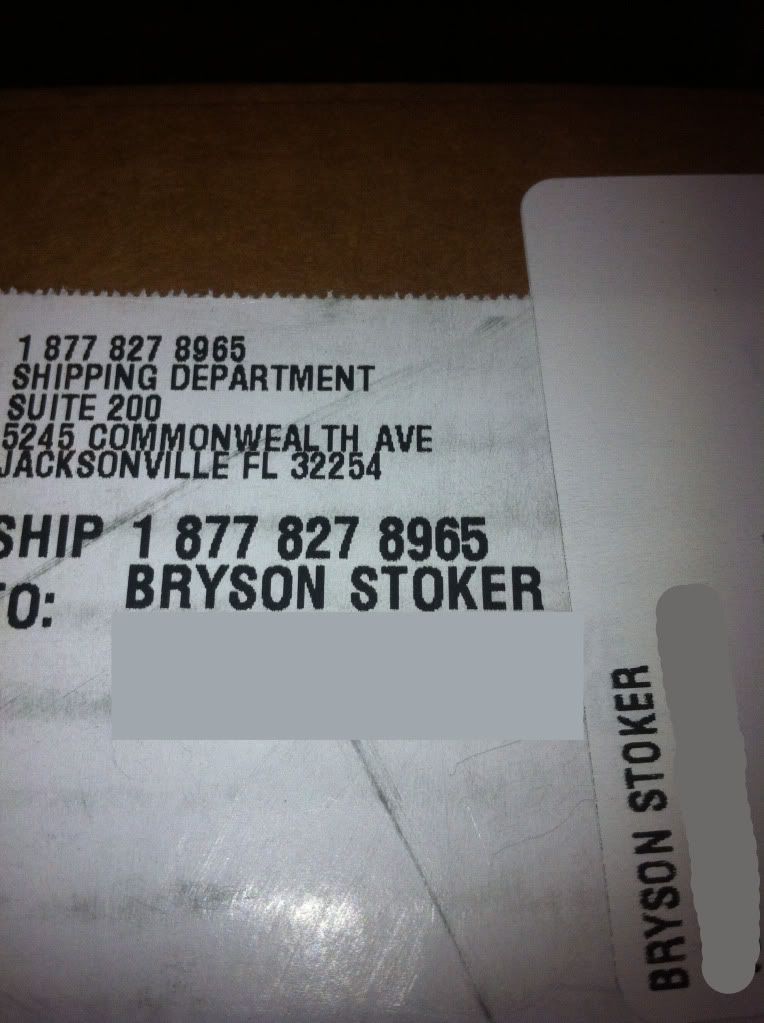 1 877 827 8965
SHIPPING DEPARTMENT
SUITE 200
5245 COMMONWEALTH AVE
JACKSONVILLE FL 32254
SHIP 1 877 827 8965
TO: BRYSON STOKER
BRYSON STOKER